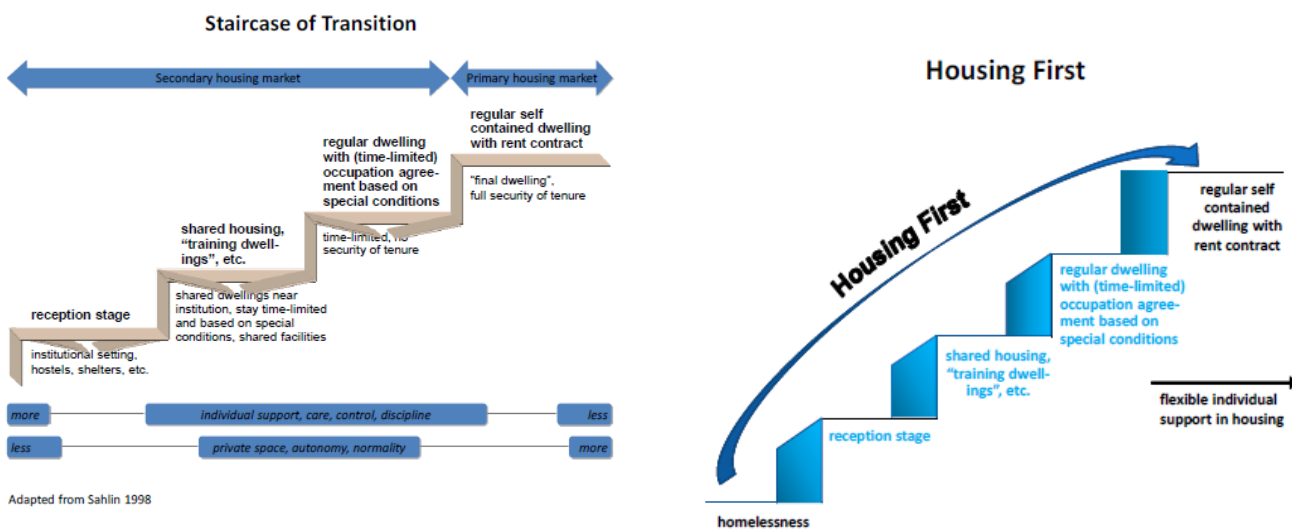 Staircase of Transition
Secondary housing market
Primary housing market
regular self
contained dwelling
with rent contract
regular dwelling
with (time-limited)
occupation agree-
ment based on
special conditions
"final dwelling",
full security of tenure
shared housing,
"training dwell-
ings", etc.
time-limited, no
security of tenure
reception stage
shared dwellings near
institution, stay time-limited
and based on special
conditions, shared facilities
institutional setting,
hostels, shelters, etc.
more
individual support, care, control, discipline
less
less
private space, autonomy, normality
more
Adapted from Sahlin 1998
Housing First
Housing First
regular self
contained
dwelling with
rent contract
regular dwelling
with (time-limited)
occupation agree-
ment based on
special conditions
shared housing,
"training dwell-
ings", etc.
flexible individual
support in housing
reception stage
homelessness